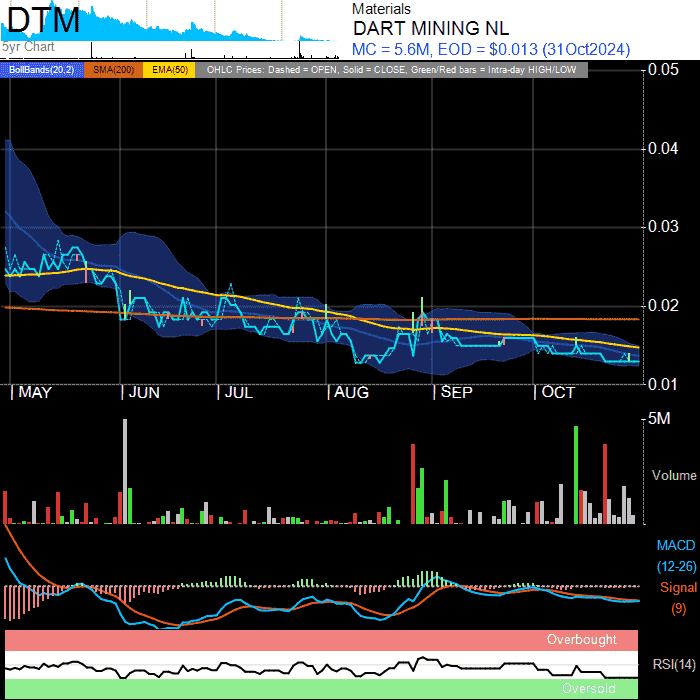 DTM
5yr Chart
Materials
DART MINING NL
MC = 5.6M, EOD = $0.013 (31Oct2024)
BollBands(20,2) SMA(200) EMA(50) OHLC Prices: Dashed = OPEN, Solid = CLOSE, Green/Red bars = Intra-day HIGH/LOW
0.05
0.04
0.03
0.02
0.01
MAY JUN JUL AUG SEP OCT
5M
Volume
MACD
(12-26)
Signal
(9)
Overbought
RSI(14)
Oversold